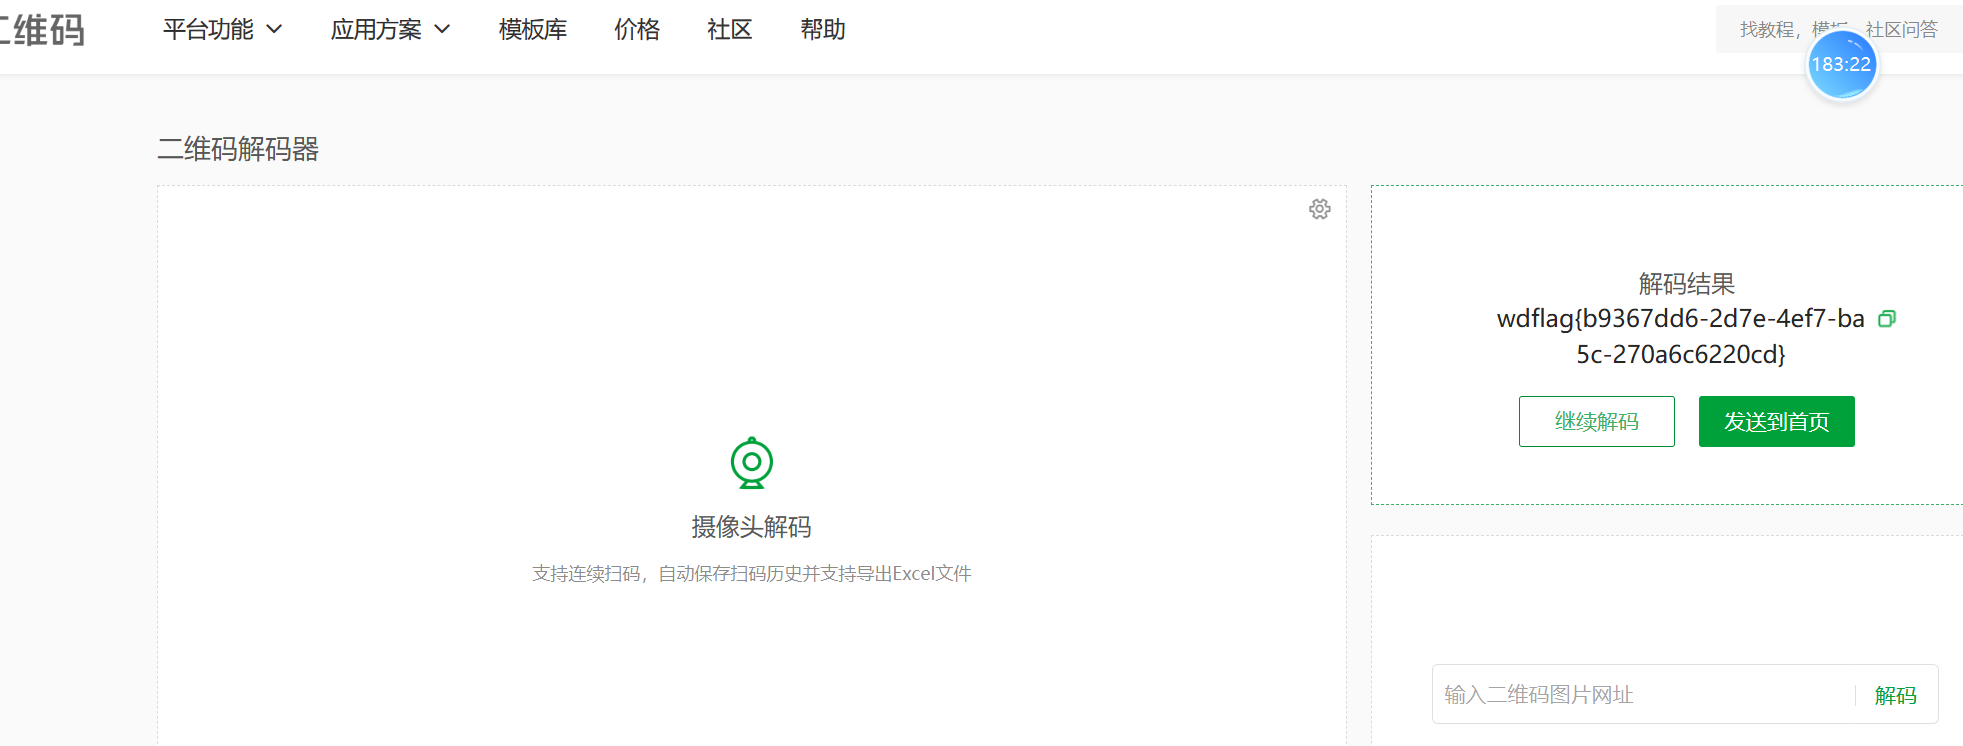 二维码
平台功能
应用方案
模板库
价格
社区
帮助
找教程，模板，社区问答
183:22
二维码解码器
摄像头解码
支持连续扫码，自动保存扫码历史并支持导出Excel文件
解码结果
wdflag{b9367dd6-2d7e-4ef7-ba
5c-270a6c6220cd}
继续解码
发送到首页
输入二维码图片网址
解码